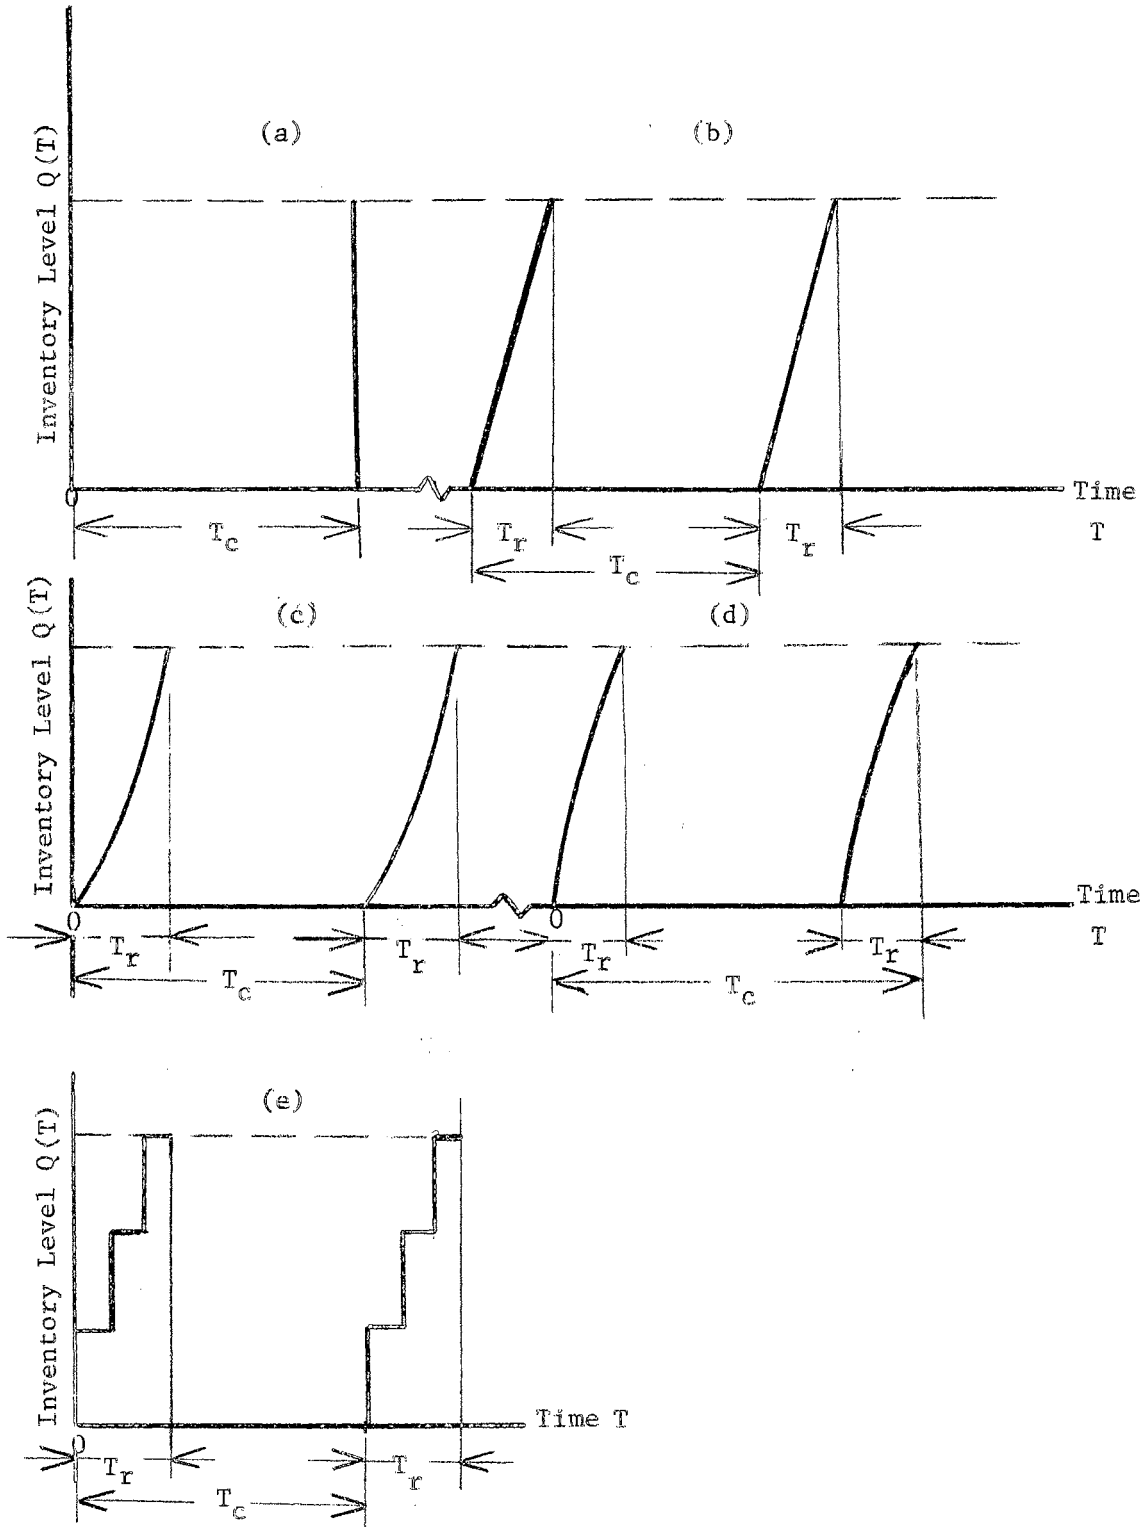 (a) (b)
Inventory Level Q(T)
0
Time
T
T_c T_r T_r
T_c
(c) (d)
Inventory Level Q(T)
0 0
Time
T
T_r T_r T_r T_r
T_c T_c
(e)
Inventory Level Q(T)
0
Time T
T_r T_r
T_c